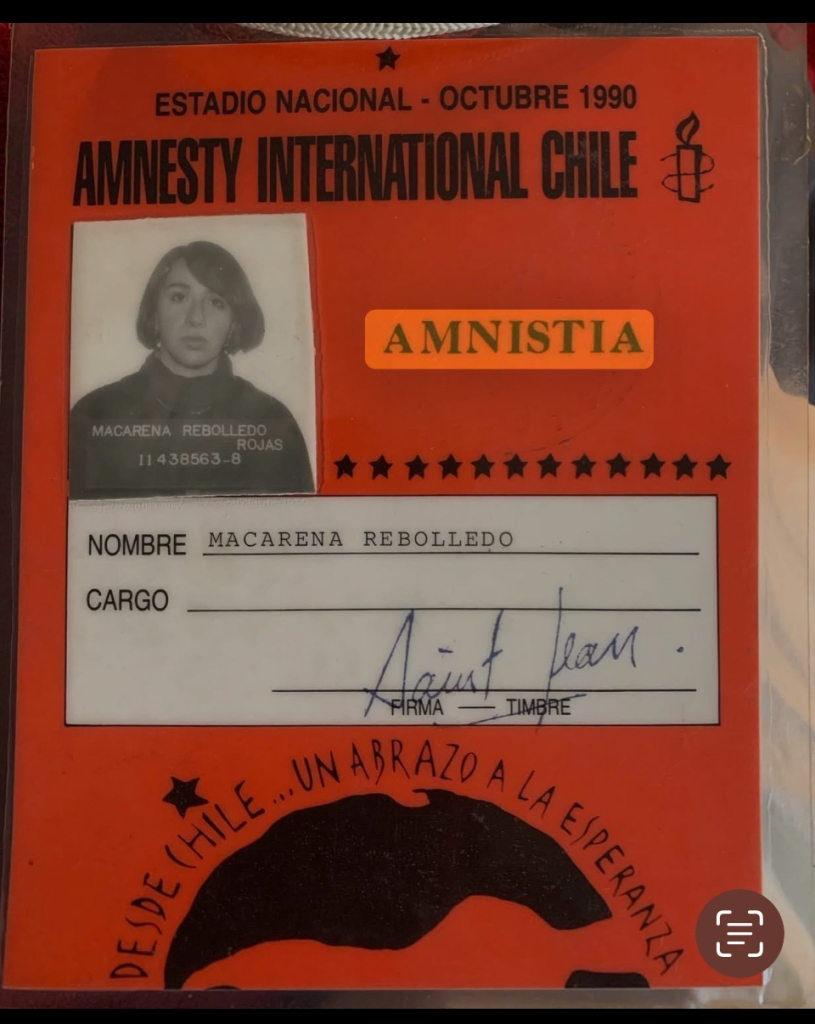 ESTADIO NACIONAL - OCTUBRE 1990
AMNESTY INTERNATIONAL CHILE
AMNISTIA
MACARENA REBOLLEDO
ROJAS
11438563-8
NOMBRE MACARENA REBOLLEDO
CARGO
Saint Jean.
FIRMA — TIMBRE
DESDE CHILE...UN ABRAZO A LA ESPERANZA